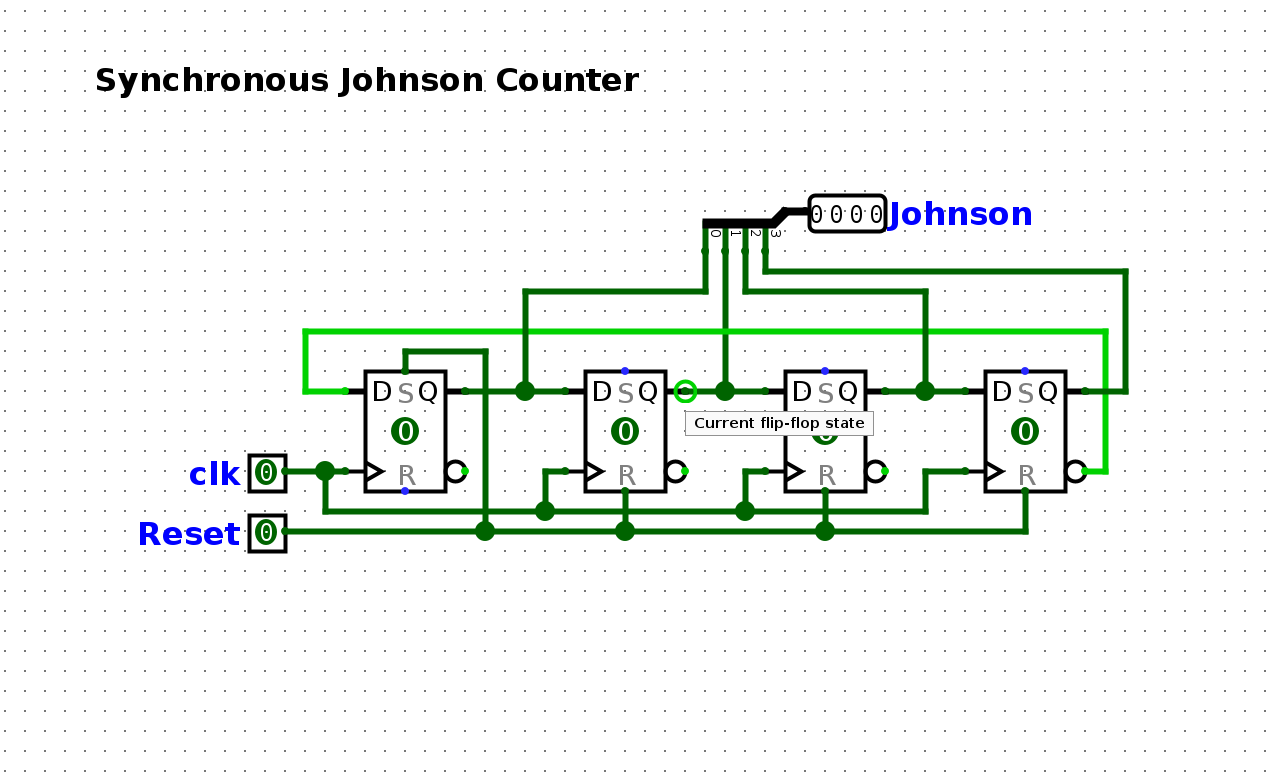 Synchronous Johnson Counter
0000 Johnson
0 1 2 3
D S Q D S Q D S Q D S Q
Current flip-flop state
0 0 0 0
clk 0 R R R R
Reset 0